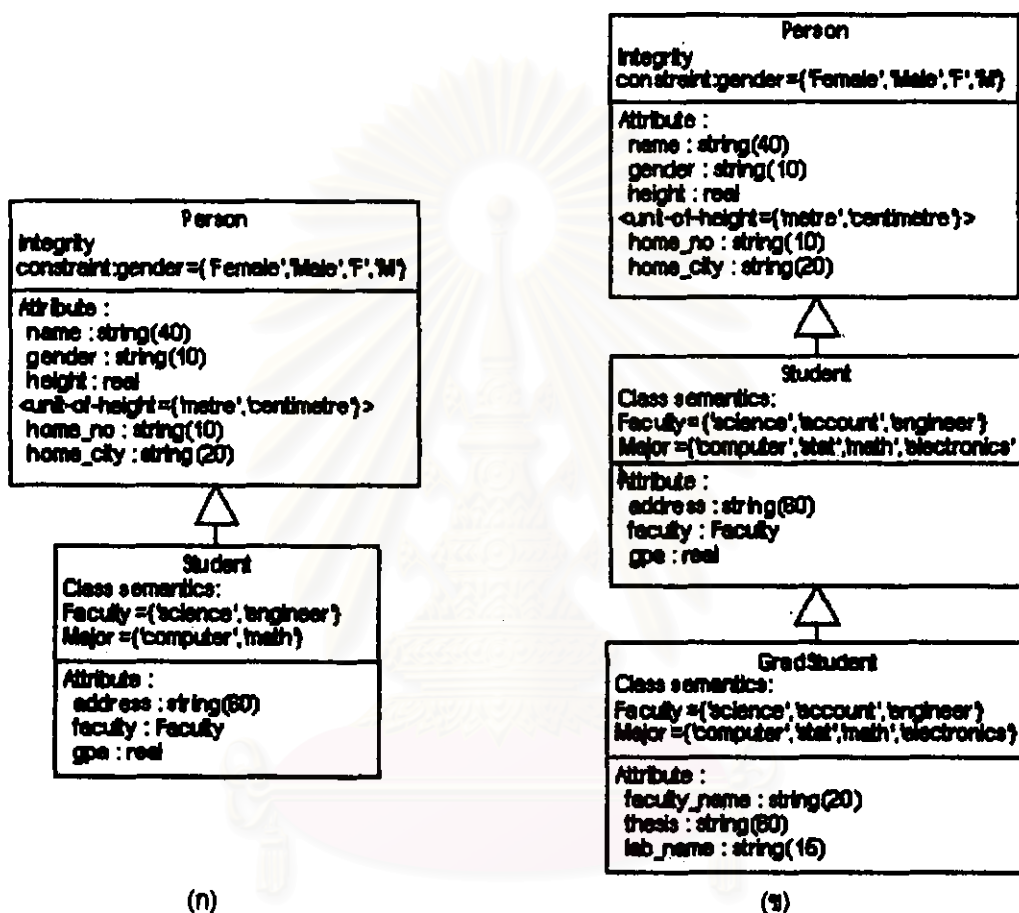 Person
Integrity
constraint:gender={'Female','Male','F','M'}
Attribute :
name : string(40)
gender : string(10)
height : real
<unit-of-height={'metre','centimetre'}>
home_no : string(10)
home_city : string(20)
Student
Class semantics:
Faculty={'science','engineer'}
Major={'computer','math'}
Attribute :
address : string(60)
faculty : Faculty
gpa : real
(ก)
Person
Integrity
constraint:gender={'Female','Male','F','M'}
Attribute :
name : string(40)
gender : string(10)
height : real
<unit-of-height={'metre','centimetre'}>
home_no : string(10)
home_city : string(20)
Student
Class semantics:
Faculty={'science','account','engineer'}
Major={'computer','stat','math','electronics'
Attribute :
address : string(60)
faculty : Faculty
gpa : real
GradStudent
Class semantics:
Faculty={'science','account','engineer'}
Major={'computer','stat','math','electronics'}
Attribute :
faculty_name : string(20)
thesis : string(60)
lab_name : string(15)
(ข)